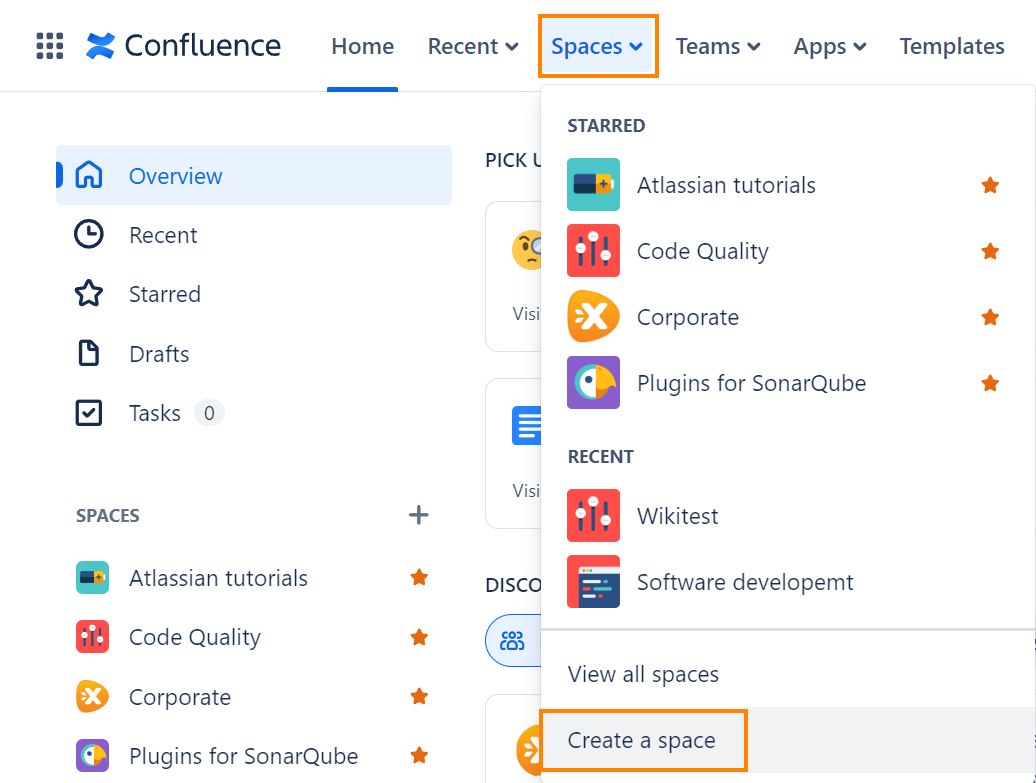 Confluence Home Recent Spaces Teams Apps Templates
Overview
Recent
Starred
Drafts
Tasks 0
SPACES
Atlassian tutorials
Code Quality
Corporate
Plugins for SonarQube
PICK
DISCO
STARRED
Atlassian tutorials
Code Quality
Corporate
Plugins for SonarQube
RECENT
Wikitest
Software developemt
View all spaces
Create a space